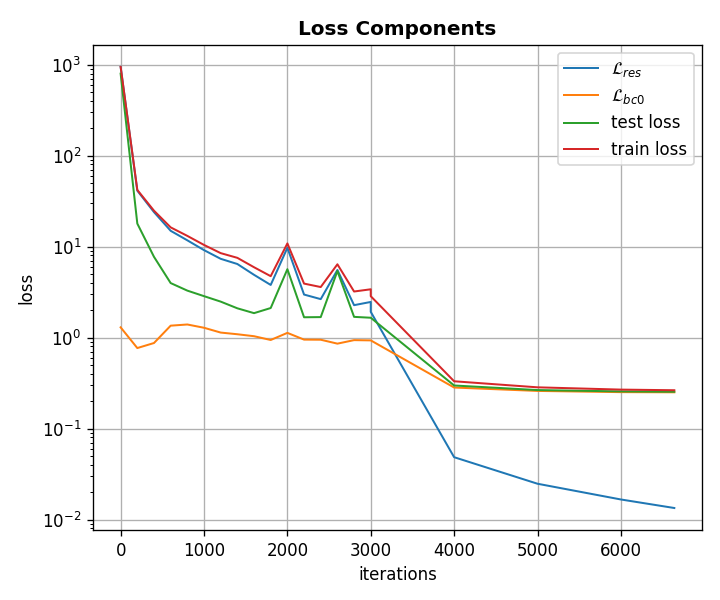 Loss Components
loss
10³
10²
10¹
10⁰
10⁻¹
10⁻²
ℒ_res
ℒ_bc0
test loss
train loss
0 1000 2000 3000 4000 5000 6000
iterations